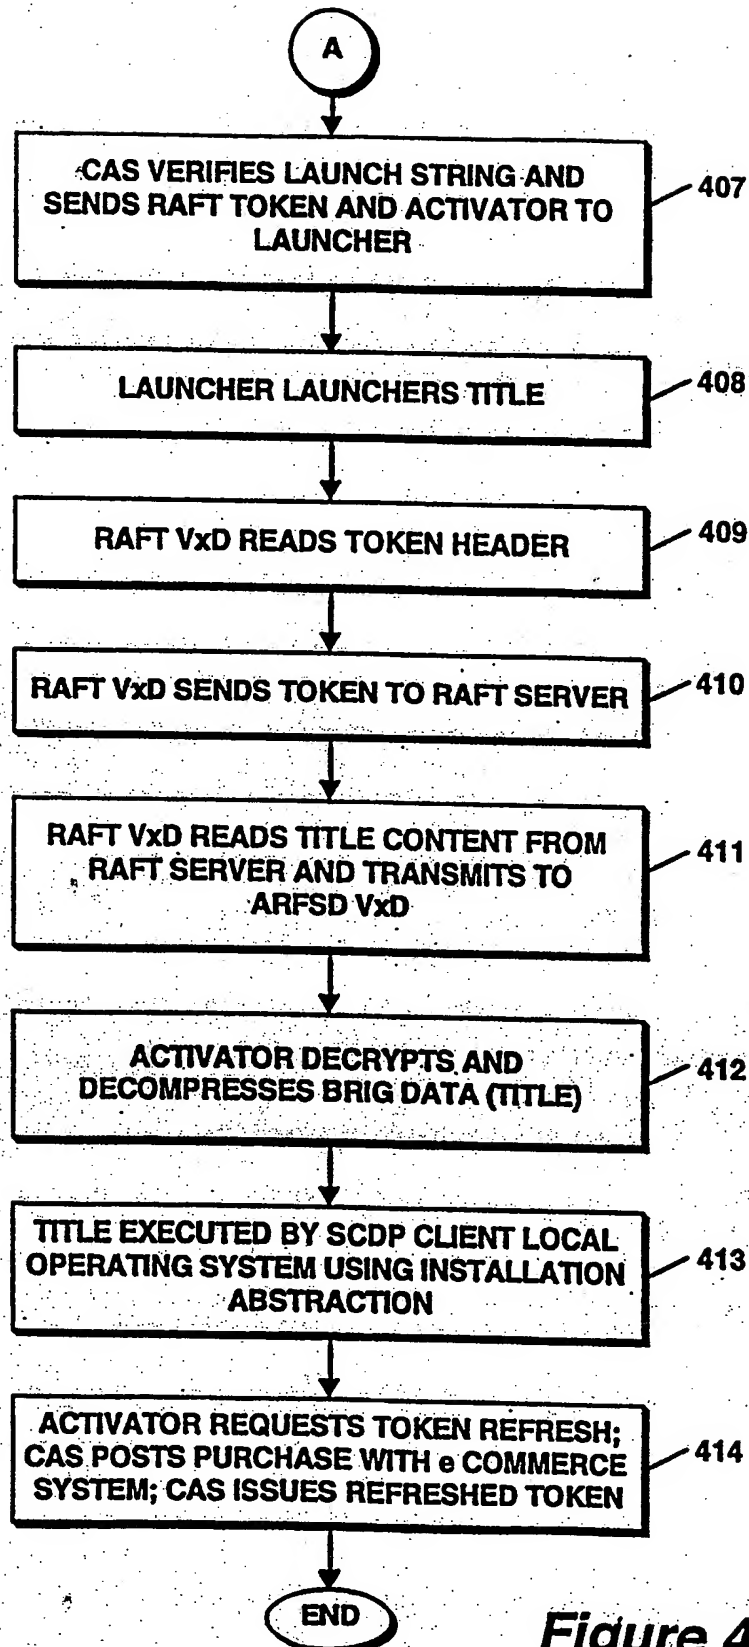 A
CAS VERIFIES LAUNCH STRING AND
SENDS RAFT TOKEN AND ACTIVATOR TO
LAUNCHER
407
LAUNCHER LAUNCHERS TITLE
408
RAFT VxD READS TOKEN HEADER
409
RAFT VxD SENDS TOKEN TO RAFT SERVER
410
RAFT VxD READS TITLE CONTENT FROM
RAFT SERVER AND TRANSMITS TO
ARFSD VxD
411
ACTIVATOR DECRYPTS AND
DECOMPRESSES BRIG DATA (TITLE)
412
TITLE EXECUTED BY SCDP CLIENT LOCAL
OPERATING SYSTEM USING INSTALLATION
ABSTRACTION
413
ACTIVATOR REQUESTS TOKEN REFRESH;
CAS POSTS PURCHASE WITH e COMMERCE
SYSTEM; CAS ISSUES REFRESHED TOKEN
414
END
Figure 4